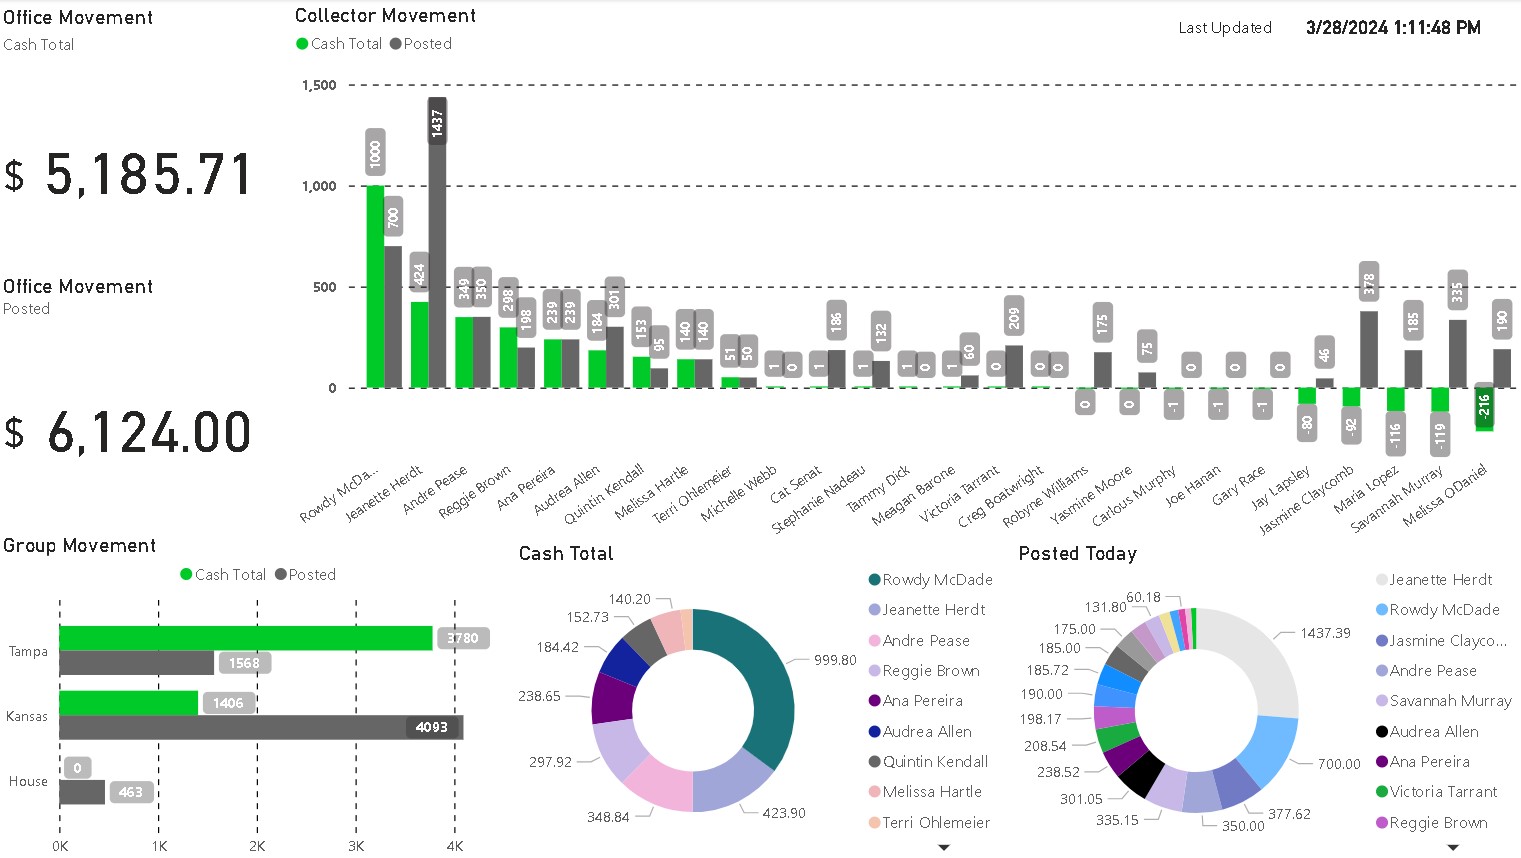 Office Movement
Cash Total
$ 5,185.71
Office Movement
Posted
$ 6,124.00
Collector Movement
Cash Total Posted
Last Updated 3/28/2024 1:11:48 PM
1,500
1,000
500
0
1000 700 424 1437 349 350 298 198 239 239 184 301 153 95 140 140 51 50 1 0 1 186 1 132 1 0 1 60 0 209 0 0 0 175 0 75 -1 0 -1 0 -1 0 -80 46 -92 378 -116 185 -119 335 -216 190
Rowdy McDa...
Jeanette Herdt
Andre Pease
Reggie Brown
Ana Pereira
Audrea Allen
Quintin Kendall
Melissa Hartle
Terri Ohlemeier
Michelle Webb
Cat Senat
Stephanie Nadeau
Tammy Dick
Meagan Barone
Victoria Tarrant
Creg Boatwright
Robyne Williams
Yasmine Moore
Carlous Murphy
Joe Hanan
Gary Race
Jay Lapsley
Jasmine Claycomb
Maria Lopez
Savannah Murray
Melissa ODaniel
Group Movement
Cash Total Posted
Tampa
3780
1568
Kansas
1406
4093
House
0
463
0K 1K 2K 3K 4K
Cash Total
999.80
423.90
348.84
297.92
238.65
184.42
152.73
140.20
Rowdy McDade
Jeanette Herdt
Andre Pease
Reggie Brown
Ana Pereira
Audrea Allen
Quintin Kendall
Melissa Hartle
Terri Ohlemeier
Posted Today
1437.39
700.00
377.62
350.00
335.15
301.05
238.52
208.54
198.17
190.00
185.72
185.00
175.00
131.80
60.18
Jeanette Herdt
Rowdy McDade
Jasmine Clayco...
Andre Pease
Savannah Murray
Audrea Allen
Ana Pereira
Victoria Tarrant
Reggie Brown